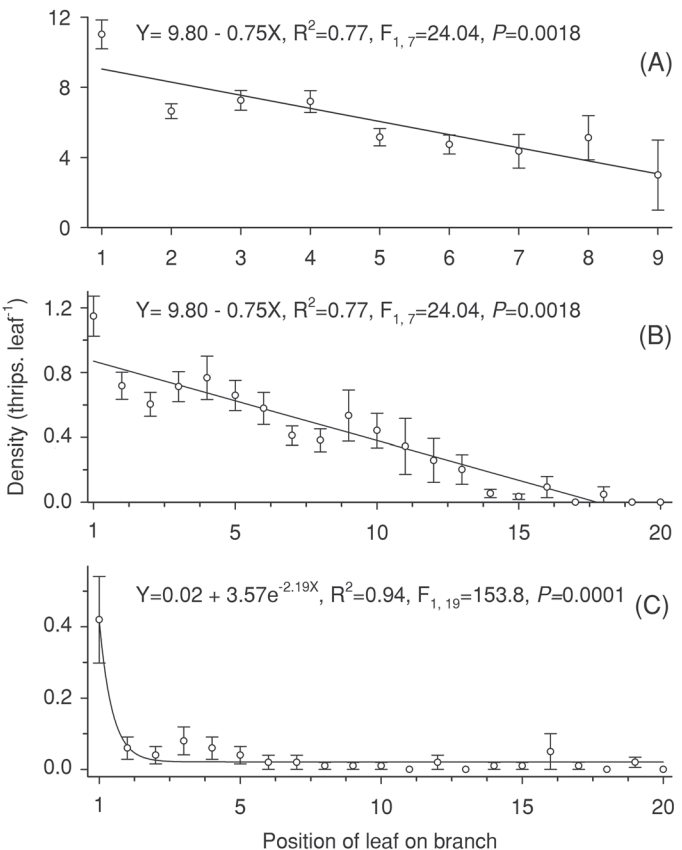 12
Y= 9.80 - 0.75X, R²=0.77, F₁, ₇=24.04, P=0.0018
(A)
8
4
0
1 2 3 4 5 6 7 8 9
Density (thrips. leaf⁻¹)
1.2
Y= 9.80 - 0.75X, R²=0.77, F₁, ₇=24.04, P=0.0018
(B)
0.8
0.4
0.0
1 5 10 15 20
Y=0.02 + 3.57e⁻²·¹⁹ˣ, R²=0.94, F₁, ₁₉=153.8, P=0.0001
(C)
0.4
0.2
0.0
1 5 10 15 20
Position of leaf on branch